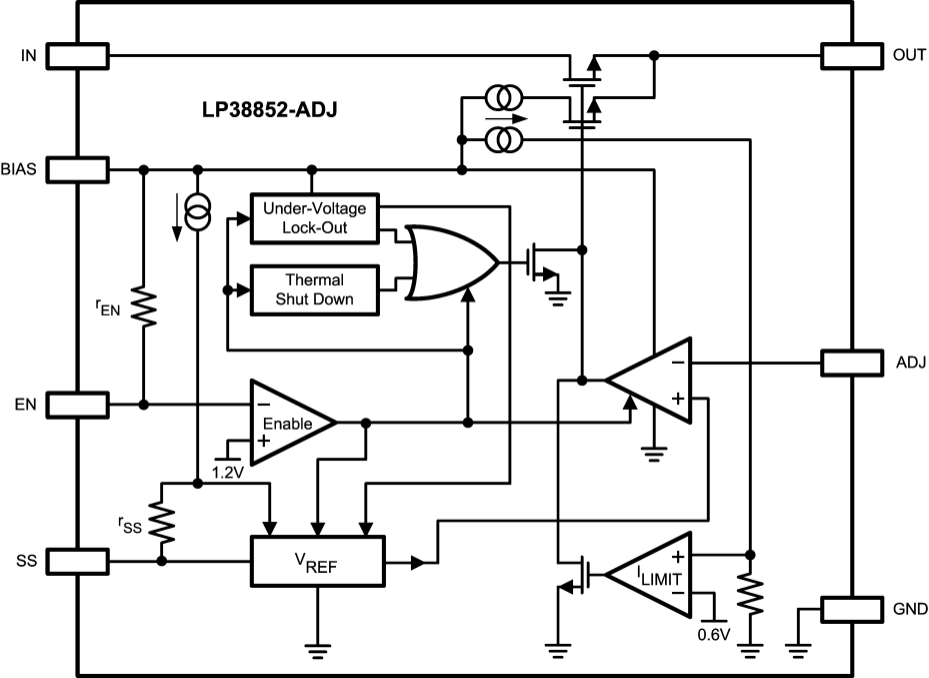 IN
OUT
LP38852-ADJ
BIAS
Under-Voltage
Lock-Out
Thermal
Shut Down
rEN
ADJ
−
+
EN
−
Enable
+
1.2V
rSS
SS
VREF
+
ILIMIT
−
0.6V
GND